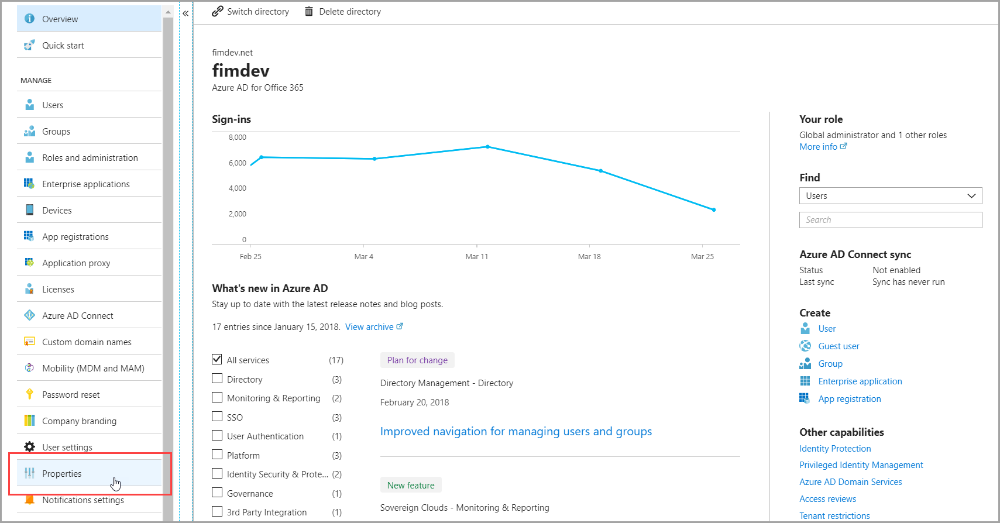 Overview
Quick start
MANAGE
Users
Groups
Roles and administration
Enterprise applications
Devices
App registrations
Application proxy
Licenses
Azure AD Connect
Custom domain names
Mobility (MDM and MAM)
Password reset
Company branding
User settings
Properties
Notifications settings
«
Switch directory
Delete directory
fimdev.net
fimdev
Azure AD for Office 365
Sign-ins
8,000
6,000
4,000
2,000
0
Feb 25
Mar 4
Mar 11
Mar 18
Mar 25
What's new in Azure AD
Stay up to date with the latest release notes and blog posts.
17 entries since January 15, 2018. View archive
All services (17)
Directory (3)
Monitoring & Reporting (2)
SSO (3)
User Authentication (1)
Platform (3)
Identity Security & Prote... (2)
Governance (1)
3rd Party Integration (1)
Plan for change
Directory Management - Directory
February 20, 2018
Improved navigation for managing users and groups
New feature
Sovereign Clouds - Monitoring & Reporting
Your role
Global administrator and 1 other roles
More info
Find
Users
Search
Azure AD Connect sync
Status Not enabled
Last sync Sync has never run
Create
User
Guest user
Group
Enterprise application
App registration
Other capabilities
Identity Protection
Privileged Identity Management
Azure AD Domain Services
Access reviews
Tenant restrictions